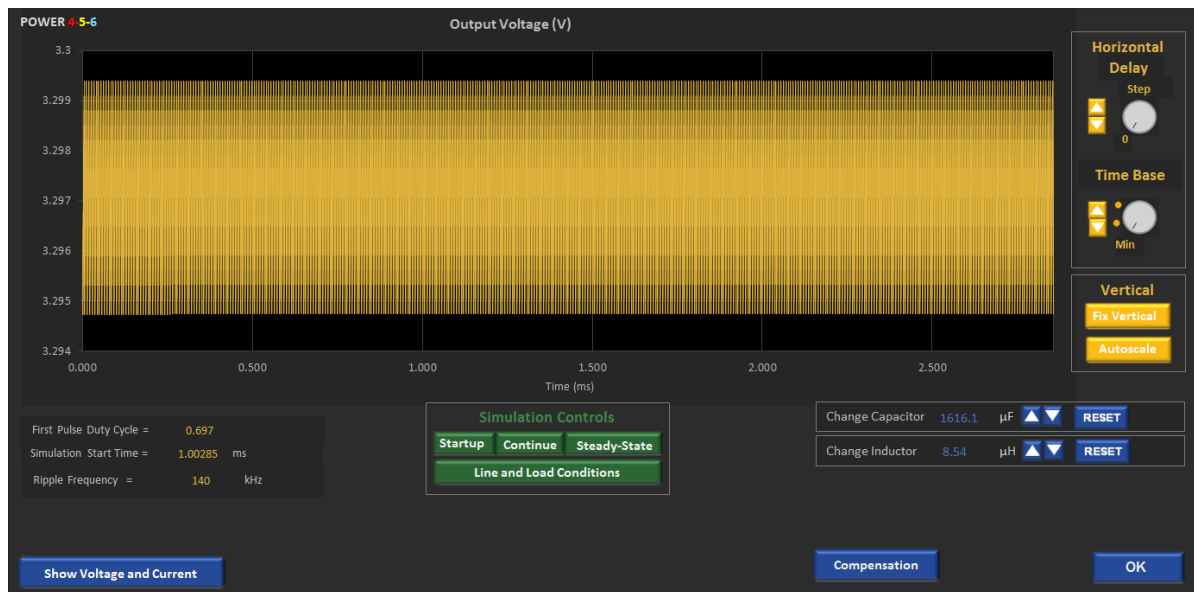 POWER 4-5-6
Output Voltage (V)
3.3
3.299
3.298
3.297
3.296
3.295
3.294
0.000 0.500 1.000 1.500 2.000 2.500
Time (ms)
Horizontal
Delay
Step
0
Time Base
Min
Vertical
Fix Vertical
Autoscale
First Pulse Duty Cycle = 0.697
Simulation Start Time = 1.00285 ms
Ripple Frequency = 140 kHz
Simulation Controls
Startup Continue Steady-State
Line and Load Conditions
Change Capacitor 1616.1 µF RESET
Change Inductor 8.54 µH RESET
Show Voltage and Current
Compensation
OK